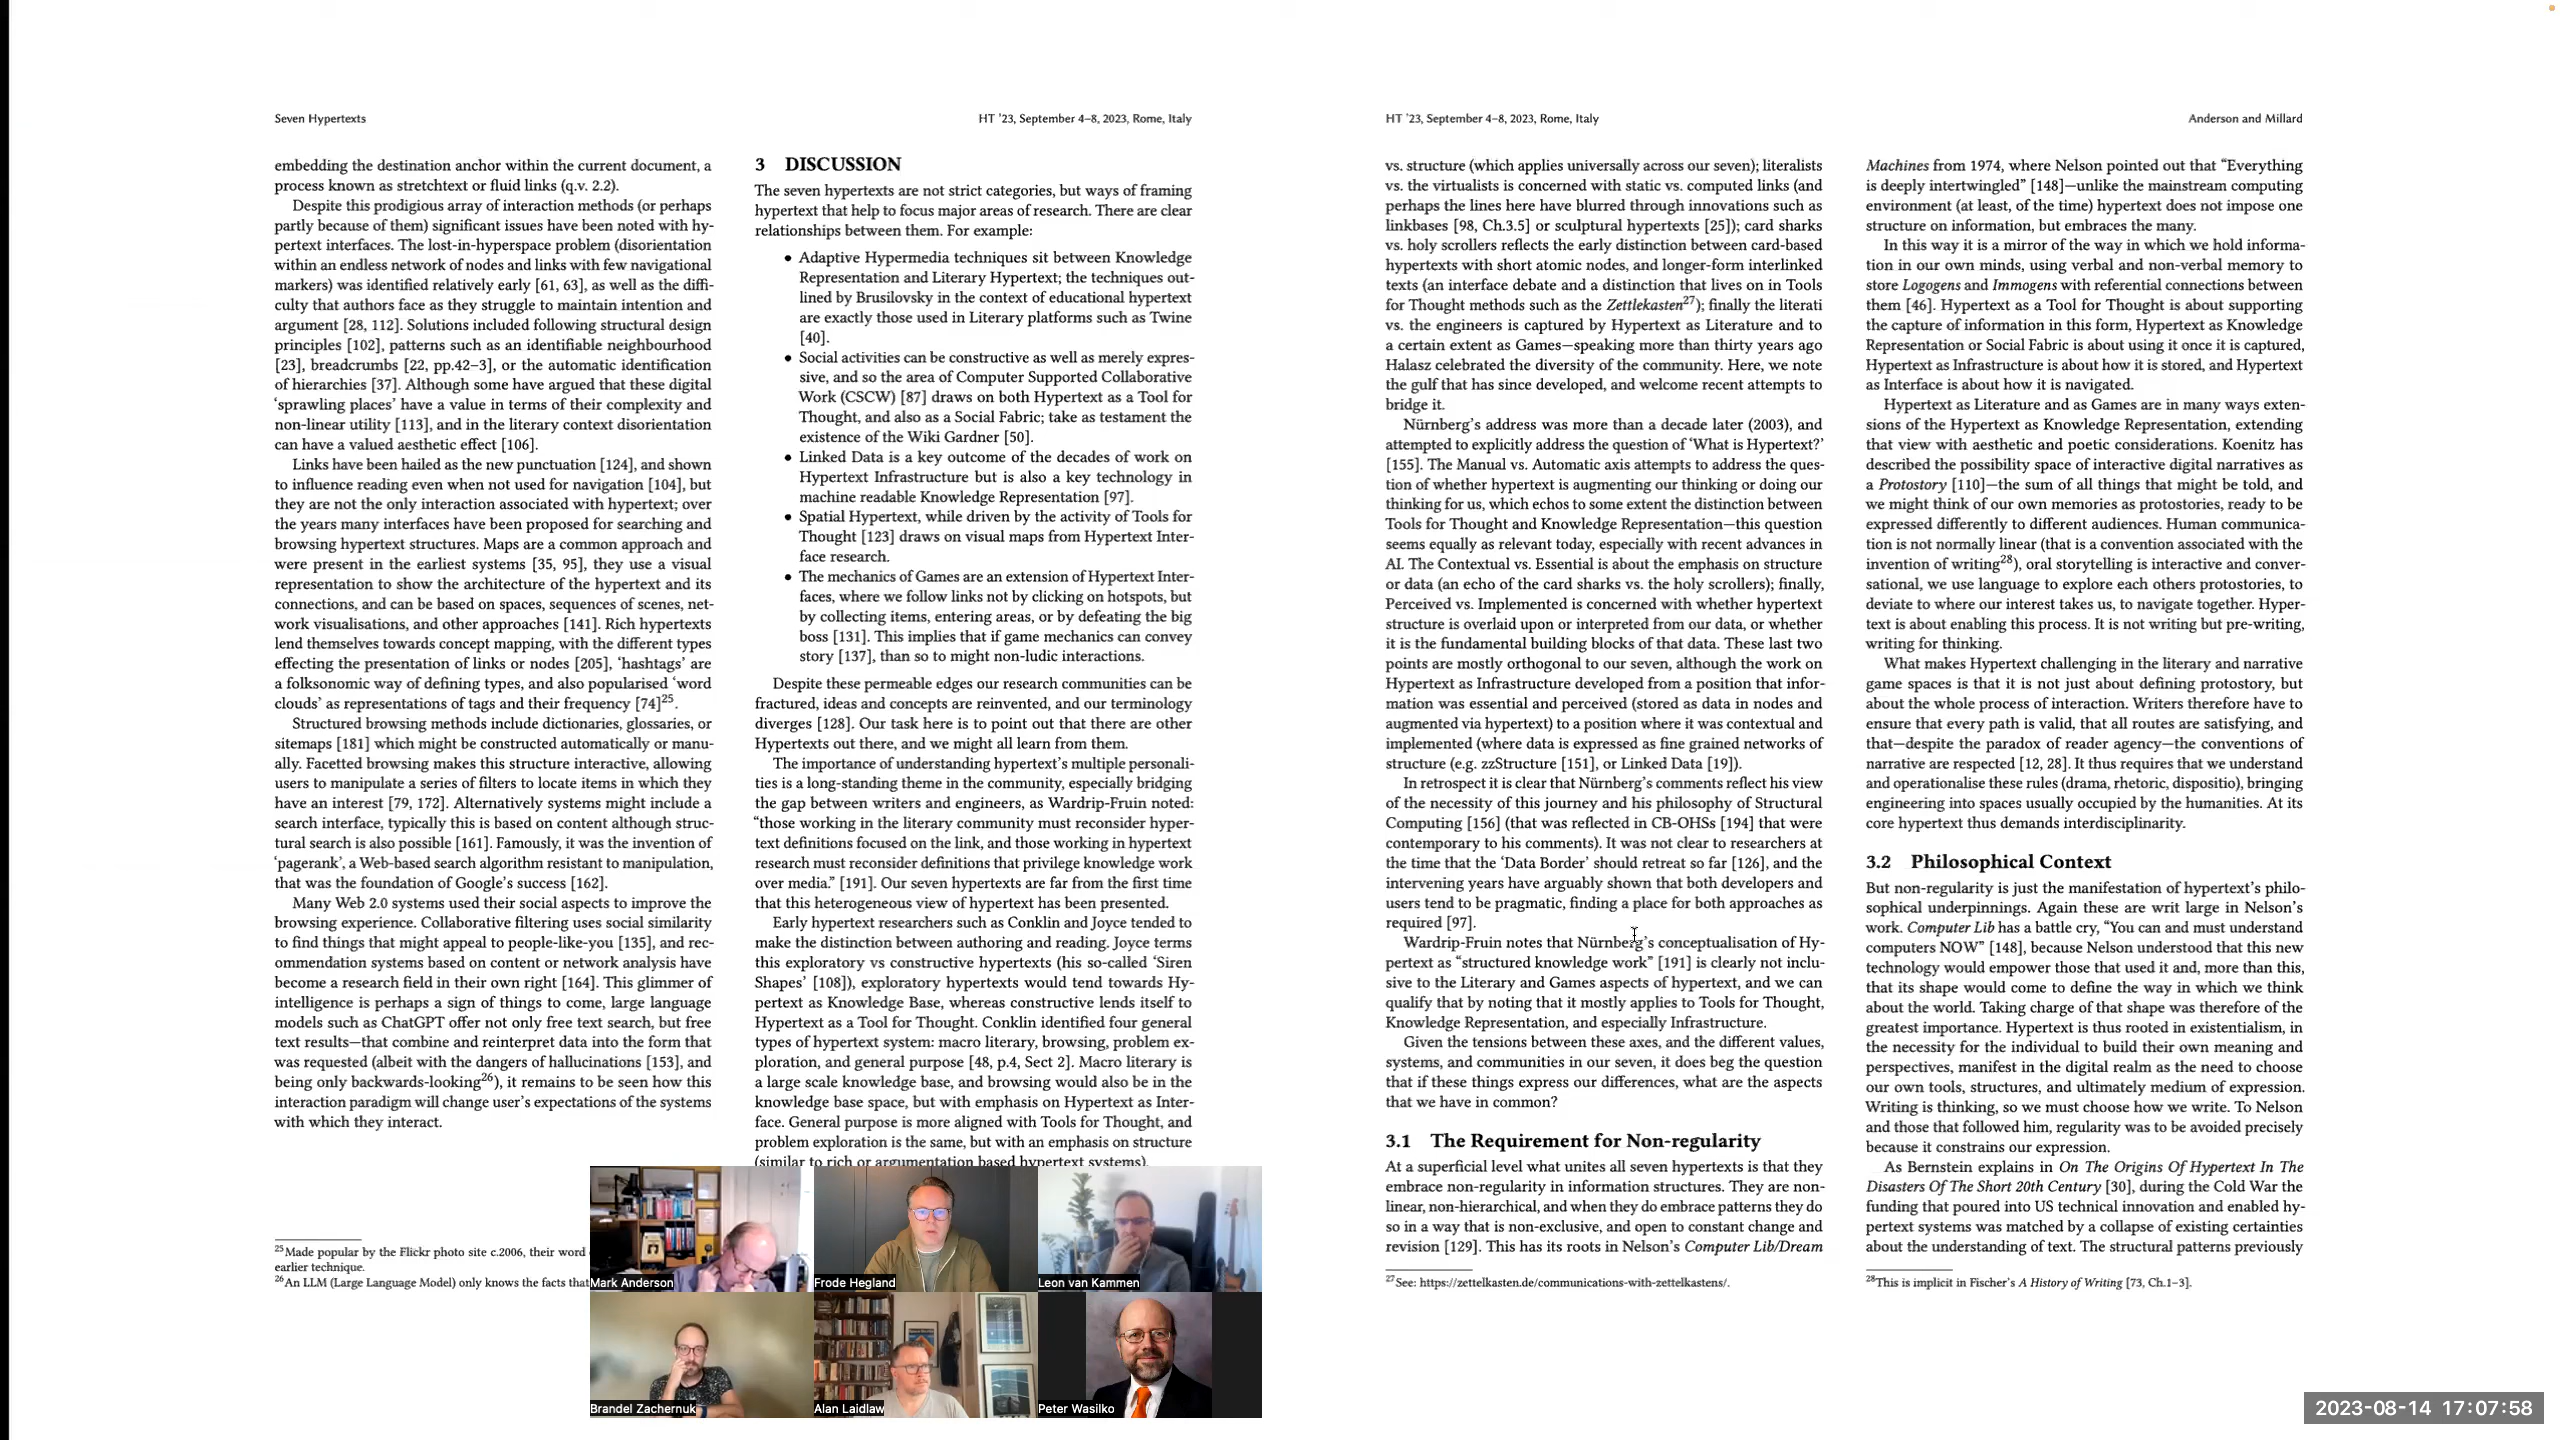 Seven Hypertexts
HT '23, September 4–8, 2023, Rome, Italy
embedding the destination anchor within the current document, a
process known as stretchtext or fluid links (q.v. 2.2).
Despite this prodigious array of interaction methods (or perhaps
partly because of them) significant issues have been noted with hy-
pertext interfaces. The lost-in-hyperspace problem (disorientation
within an endless network of nodes and links with few navigational
markers) was identified relatively early [61, 63], as well as the diffi-
culty that authors face as they struggle to maintain intention and
argument [28, 112]. Solutions included following structural design
principles [102], patterns such as an identifiable neighbourhood
[23], breadcrumbs [22, pp.42–3], or the automatic identification
of hierarchies [37]. Although some have argued that these digital
'sprawling places' have a value in terms of their complexity and
non-linear utility [113], and in the literary context disorientation
can have a valued aesthetic effect [106].
Links have been hailed as the new punctuation [124], and shown
to influence reading even when not used for navigation [104], but
they are not the only interaction associated with hypertext; over
the years many interfaces have been proposed for searching and
browsing hypertext structures. Maps are a common approach and
were present in the earliest systems [35, 95], they use a visual
representation to show the architecture of the hypertext and its
connections, and can be based on spaces, sequences of scenes, net-
work visualisations, and other approaches [141]. Rich hypertexts
lend themselves towards concept mapping, with the different types
effecting the presentation of links or nodes [205], 'hashtags' are
a folksonomic way of defining types, and also popularised 'word
clouds' as representations of tags and their frequency [74]25.
Structured browsing methods include dictionaries, glossaries, or
sitemaps [181] which might be constructed automatically or manu-
ally. Facetted browsing makes this structure interactive, allowing
users to manipulate a series of filters to locate items in which they
have an interest [79, 172]. Alternatively systems might include a
search interface, typically this is based on content although struc-
tural search is also possible [161]. Famously, it was the invention of
'pagerank', a Web-based search algorithm resistant to manipulation,
that was the foundation of Google's success [162].
Many Web 2.0 systems used their social aspects to improve the
browsing experience. Collaborative filtering uses social similarity
to find things that might appeal to people-like-you [135], and rec-
ommendation systems based on content or network analysis have
become a research field in their own right [164]. This glimmer of
intelligence is perhaps a sign of things to come, large language
models such as ChatGPT offer not only free text search, but free
text results—that combine and reinterpret data into the form that
was requested (albeit with the dangers of hallucinations [153], and
being only backwards-looking26), it remains to be seen how this
interaction paradigm will change user's expectations of the systems
with which they interact.
25Made popular by the Flickr photo site c.2006, their word
earlier technique.
26An LLM (Large Language Model) only knows the facts that
3 DISCUSSION
The seven hypertexts are not strict categories, but ways of framing
hypertext that help to focus major areas of research. There are clear
relationships between them. For example:
• Adaptive Hypermedia techniques sit between Knowledge
Representation and Literary Hypertext; the techniques out-
lined by Brusilovsky in the context of educational hypertext
are exactly those used in Literary platforms such as Twine
[40].
• Social activities can be constructive as well as merely expres-
sive, and so the area of Computer Supported Collaborative
Work (CSCW) [87] draws on both Hypertext as a Tool for
Thought, and also as a Social Fabric; take as testament the
existence of the Wiki Gardner [50].
• Linked Data is a key outcome of the decades of work on
Hypertext Infrastructure but is also a key technology in
machine readable Knowledge Representation [97].
• Spatial Hypertext, while driven by the activity of Tools for
Thought [123] draws on visual maps from Hypertext Inter-
face research.
• The mechanics of Games are an extension of Hypertext Inter-
faces, where we follow links not by clicking on hotspots, but
by collecting items, entering areas, or by defeating the big
boss [131]. This implies that if game mechanics can convey
story [137], than so to might non-ludic interactions.
Despite these permeable edges our research communities can be
fractured, ideas and concepts are reinvented, and our terminology
diverges [128]. Our task here is to point out that there are other
Hypertexts out there, and we might all learn from them.
The importance of understanding hypertext's multiple personali-
ties is a long-standing theme in the community, especially bridging
the gap between writers and engineers, as Wardrip-Fruin noted:
“those working in the literary community must reconsider hyper-
text definitions focused on the link, and those working in hypertext
research must reconsider definitions that privilege knowledge work
over media.” [191]. Our seven hypertexts are far from the first time
that this heterogeneous view of hypertext has been presented.
Early hypertext researchers such as Conklin and Joyce tended to
make the distinction between authoring and reading. Joyce terms
this exploratory vs constructive hypertexts (his so-called 'Siren
Shapes' [108]), exploratory hypertexts would tend towards Hy-
pertext as Knowledge Base, whereas constructive lends itself to
Hypertext as a Tool for Thought. Conklin identified four general
types of hypertext system: macro literary, browsing, problem ex-
ploration, and general purpose [48, p.4, Sect 2]. Macro literary is
a large scale knowledge base, and browsing would also be in the
knowledge base space, but with emphasis on Hypertext as Inter-
face. General purpose is more aligned with Tools for Thought, and
problem exploration is the same, but with an emphasis on structure
(similar to rich or argumentation based hypertext systems).
HT '23, September 4–8, 2023, Rome, Italy
Anderson and Millard
vs. structure (which applies universally across our seven); literalists
vs. the virtualists is concerned with static vs. computed links (and
perhaps the lines here have blurred through innovations such as
linkbases [98, Ch.3.5] or sculptural hypertexts [25]); card sharks
vs. holy scrollers reflects the early distinction between card-based
hypertexts with short atomic nodes, and longer-form interlinked
texts (an interface debate and a distinction that lives on in Tools
for Thought methods such as the Zettlekasten27); finally the literati
vs. the engineers is captured by Hypertext as Literature and to
a certain extent as Games—speaking more than thirty years ago
Halasz celebrated the diversity of the community. Here, we note
the gulf that has since developed, and welcome recent attempts to
bridge it.
Nürnberg's address was more than a decade later (2003), and
attempted to explicitly address the question of 'What is Hypertext?'
[155]. The Manual vs. Automatic axis attempts to address the ques-
tion of whether hypertext is augmenting our thinking or doing our
thinking for us, which echos to some extent the distinction between
Tools for Thought and Knowledge Representation—this question
seems equally as relevant today, especially with recent advances in
AI. The Contextual vs. Essential is about the emphasis on structure
or data (an echo of the card sharks vs. the holy scrollers); finally,
Perceived vs. Implemented is concerned with whether hypertext
structure is overlaid upon or interpreted from our data, or whether
it is the fundamental building blocks of that data. These last two
points are mostly orthogonal to our seven, although the work on
Hypertext as Infrastructure developed from a position that infor-
mation was essential and perceived (stored as data in nodes and
augmented via hypertext) to a position where it was contextual and
implemented (where data is expressed as fine grained networks of
structure (e.g. zzStructure [151], or Linked Data [19]).
In retrospect it is clear that Nürnberg's comments reflect his view
of the necessity of this journey and his philosophy of Structural
Computing [156] (that was reflected in CB-OHSs [194] that were
contemporary to his comments). It was not clear to researchers at
the time that the 'Data Border' should retreat so far [126], and the
intervening years have arguably shown that both developers and
users tend to be pragmatic, finding a place for both approaches as
required [97].
Wardrip-Fruin notes that Nürnberg's conceptualisation of Hy-
pertext as “structured knowledge work” [191] is clearly not inclu-
sive to the Literary and Games aspects of hypertext, and we can
qualify that by noting that it mostly applies to Tools for Thought,
Knowledge Representation, and especially Infrastructure.
Given the tensions between these axes, and the different values,
systems, and communities in our seven, it does beg the question
that if these things express our differences, what are the aspects
that we have in common?
3.1 The Requirement for Non-regularity
At a superficial level what unites all seven hypertexts is that they
embrace non-regularity in information structures. They are non-
linear, non-hierarchical, and when they do embrace patterns they do
so in a way that is non-exclusive, and open to constant change and
revision [129]. This has its roots in Nelson's Computer Lib/Dream
27See: https://zettelkasten.de/communications-with-zettelkastens/.
Machines from 1974, where Nelson pointed out that “Everything
is deeply intertwingled” [148]—unlike the mainstream computing
environment (at least, of the time) hypertext does not impose one
structure on information, but embraces the many.
In this way it is a mirror of the way in which we hold informa-
tion in our own minds, using verbal and non-verbal memory to
store Logogens and Immogens with referential connections between
them [46]. Hypertext as a Tool for Thought is about supporting
the capture of information in this form, Hypertext as Knowledge
Representation or Social Fabric is about using it once it is captured,
Hypertext as Infrastructure is about how it is stored, and Hypertext
as Interface is about how it is navigated.
Hypertext as Literature and as Games are in many ways exten-
sions of the Hypertext as Knowledge Representation, extending
that view with aesthetic and poetic considerations. Koenitz has
described the possibility space of interactive digital narratives as
a Protostory [110]—the sum of all things that might be told, and
we might think of our own memories as protostories, ready to be
expressed differently to different audiences. Human communica-
tion is not normally linear (that is a convention associated with the
invention of writing28), oral storytelling is interactive and conver-
sational, we use language to explore each others protostories, to
deviate to where our interest takes us, to navigate together. Hyper-
text is about enabling this process. It is not writing but pre-writing,
writing for thinking.
What makes Hypertext challenging in the literary and narrative
game spaces is that it is not just about defining protostory, but
about the whole process of interaction. Writers therefore have to
ensure that every path is valid, that all routes are satisfying, and
that—despite the paradox of reader agency—the conventions of
narrative are respected [12, 28]. It thus requires that we understand
and operationalise these rules (drama, rhetoric, dispositio), bringing
engineering into spaces usually occupied by the humanities. At its
core hypertext thus demands interdisciplinarity.
3.2 Philosophical Context
But non-regularity is just the manifestation of hypertext's philo-
sophical underpinnings. Again these are writ large in Nelson's
work. Computer Lib has a battle cry, “You can and must understand
computers NOW” [148], because Nelson understood that this new
technology would empower those that used it and, more than this,
that its shape would come to define the way in which we think
about the world. Taking charge of that shape was therefore of the
greatest importance. Hypertext is thus rooted in existentialism, in
the necessity for the individual to build their own meaning and
perspectives, manifest in the digital realm as the need to choose
our own tools, structures, and ultimately medium of expression.
Writing is thinking, so we must choose how we write. To Nelson
and those that followed him, regularity was to be avoided precisely
because it constrains our expression.
As Bernstein explains in On The Origins Of Hypertext In The
Disasters Of The Short 20th Century [30], during the Cold War the
funding that poured into US technical innovation and enabled hy-
pertext systems was matched by a collapse of existing certainties
about the understanding of text. The structural patterns previously
28This is implicit in Fischer's A History of Writing [73, Ch.1–3].
Mark Anderson
Frode Hegland
Leon van Kammen
Brandel Zachernuk
Alan Laidlaw
Peter Wasilko
2023-08-14 17:07:58